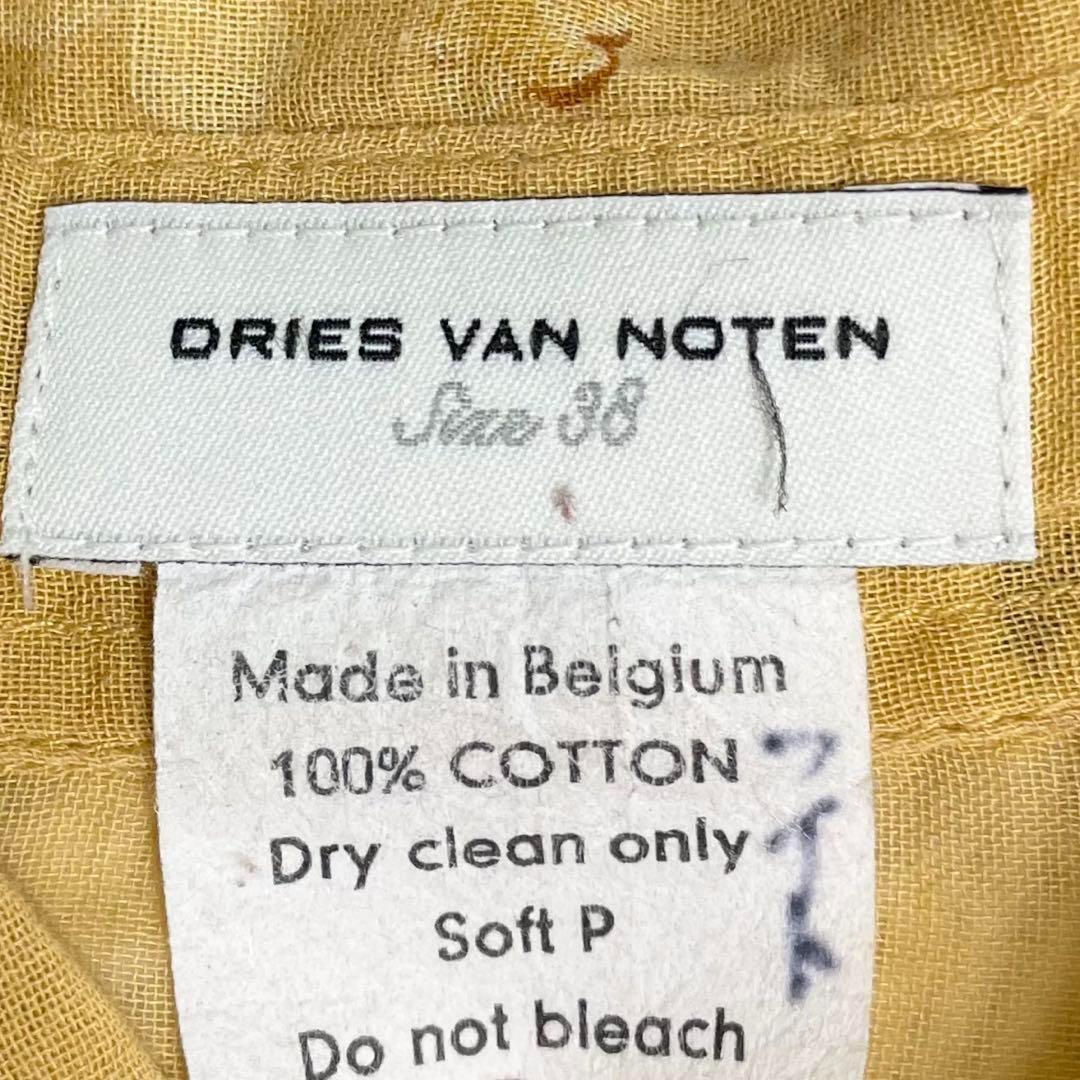 DRIES VAN NOTEN
Size 38
Made in Belgium
100% COTTON
Dry clean only
Soft P
Do not bleach